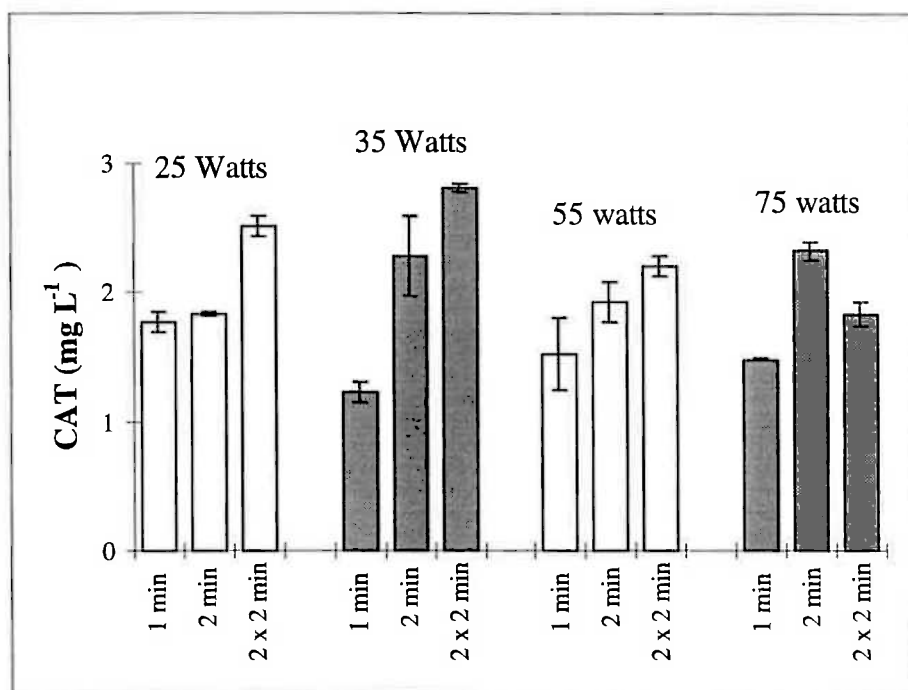 35 Watts
25 Watts
55 watts
75 watts
CAT (mg L⁻¹ )
3
2
1
0
1 min
2 min
2 x 2 min
1 min
2 min
2 x 2 min
1 min
2 min
2 x 2 min
1 min
2 min
2 x 2 min